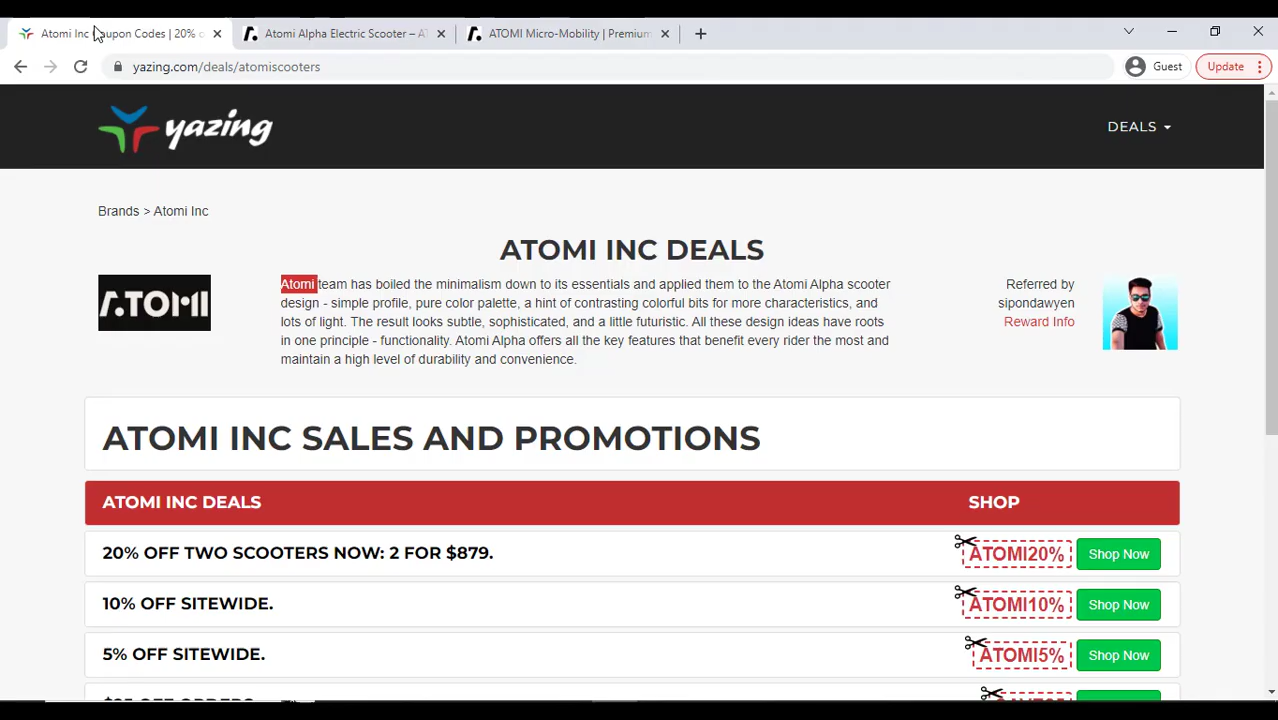 Atomi Inc Coupon Codes | 20% o
Atomi Alpha Electric Scooter – AT
ATOMI Micro-Mobility | Premium
yazing.com/deals/atomiscooters
Guest
Update
yazing
DEALS
Brands > Atomi Inc
ATOMI INC DEALS
ATOMI
Atomi team has boiled the minimalism down to its essentials and applied them to the Atomi Alpha scooter
design - simple profile, pure color palette, a hint of contrasting colorful bits for more characteristics, and
lots of light. The result looks subtle, sophisticated, and a little futuristic. All these design ideas have roots
in one principle - functionality. Atomi Alpha offers all the key features that benefit every rider the most and
maintain a high level of durability and convenience.
Referred by
sipondawyen
Reward Info
ATOMI INC SALES AND PROMOTIONS
ATOMI INC DEALS SHOP
20% OFF TWO SCOOTERS NOW: 2 FOR $879. ATOMI20% Shop Now
10% OFF SITEWIDE. ATOMI10% Shop Now
5% OFF SITEWIDE. ATOMI5% Shop Now